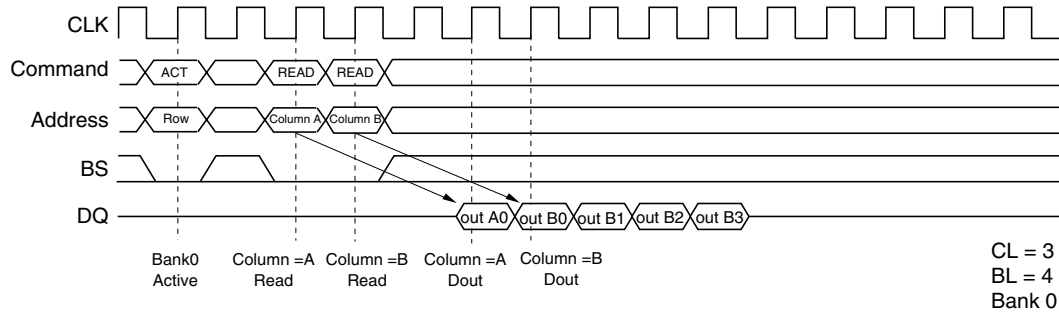 CLK
Command ACT READ READ
Address Row Column A Column B
BS
DQ out A0 out B0 out B1 out B2 out B3
Bank0 Active
Column =A Read
Column =B Read
Column =A Dout
Column =B Dout
CL = 3
BL = 4
Bank 0